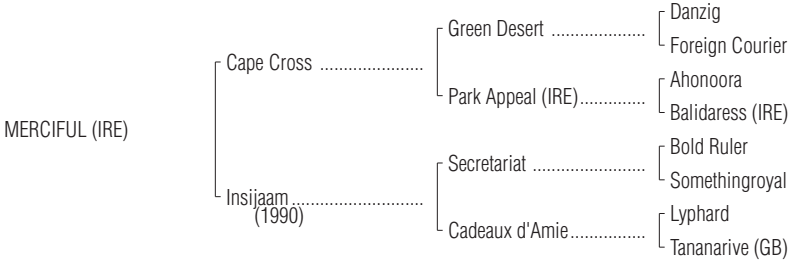 Danzig
Green Desert ....................
Foreign Courier
Cape Cross ......................
Ahonoora
Park Appeal (IRE)..............
Balidaress (IRE)
MERCIFUL (IRE)
Bold Ruler
Secretariat ........................
Somethingroyal
Insijaam............................
(1990)
Lyphard
Cadeaux d'Amie................
Tananarive (GB)